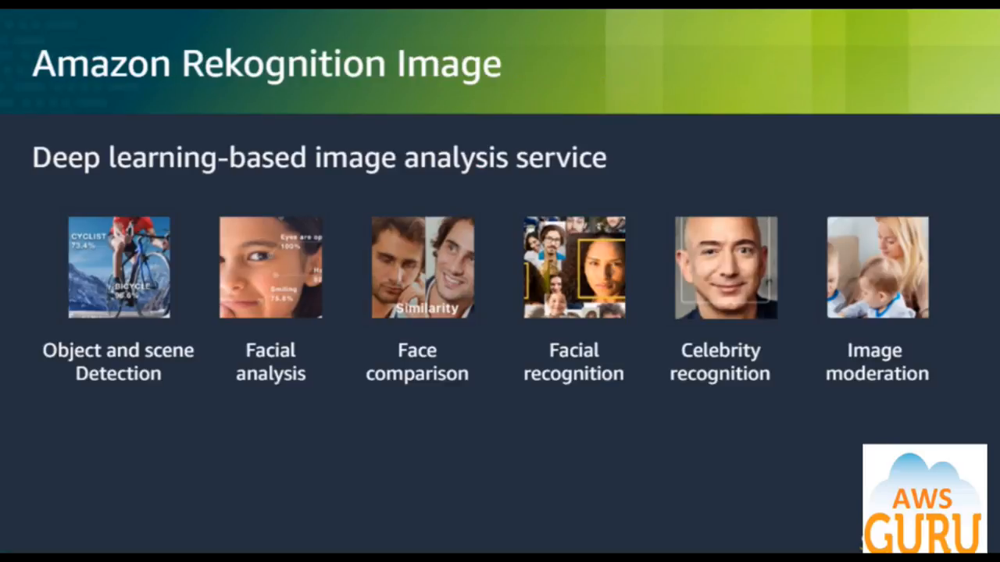 Amazon Rekognition Image
Deep learning-based image analysis service
CYCLIST
73.4%
BICYCLE
Eyes are op
100%
Smiling
75.8%
Similarity
Object and scene
Detection
Facial
analysis
Face
comparison
Facial
recognition
Celebrity
recognition
Image
moderation
AWS
GURU